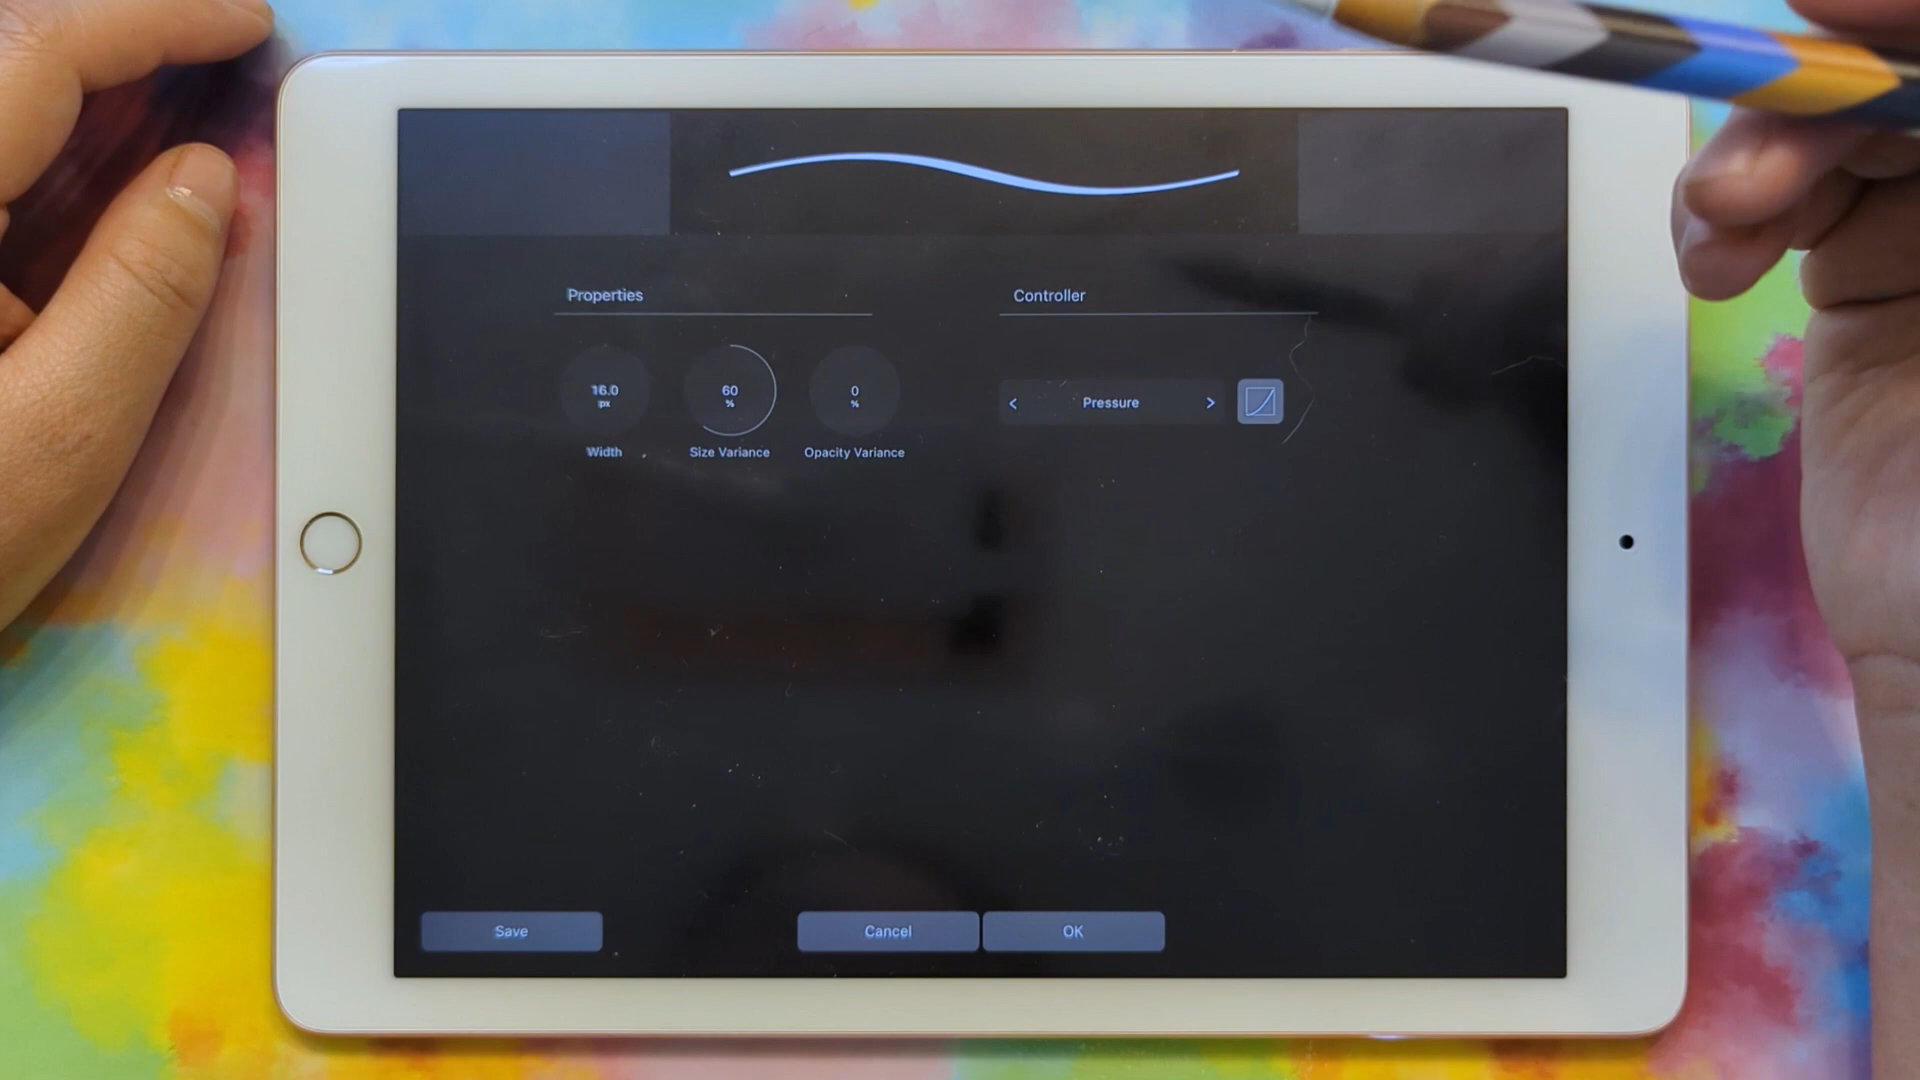 Properties
Controller
16.0
px
60
%
0
%
< Pressure >
Width
Size Variance
Opacity Variance
Save
Cancel
OK